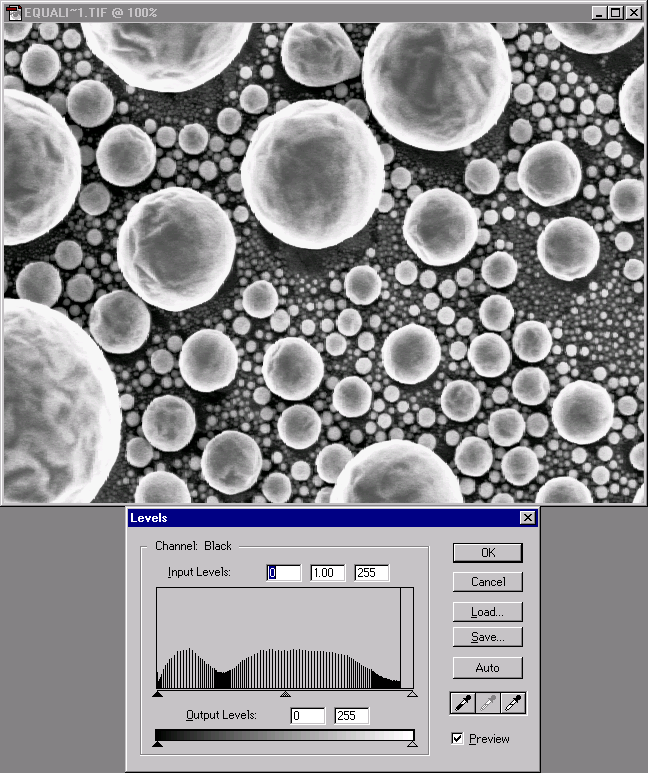 EQUALI~1.TIF @ 100%
Levels
Channel: Black
Input Levels: 0 1.00 255
Output Levels: 0 255
OK
Cancel
Load...
Save...
Auto
Preview